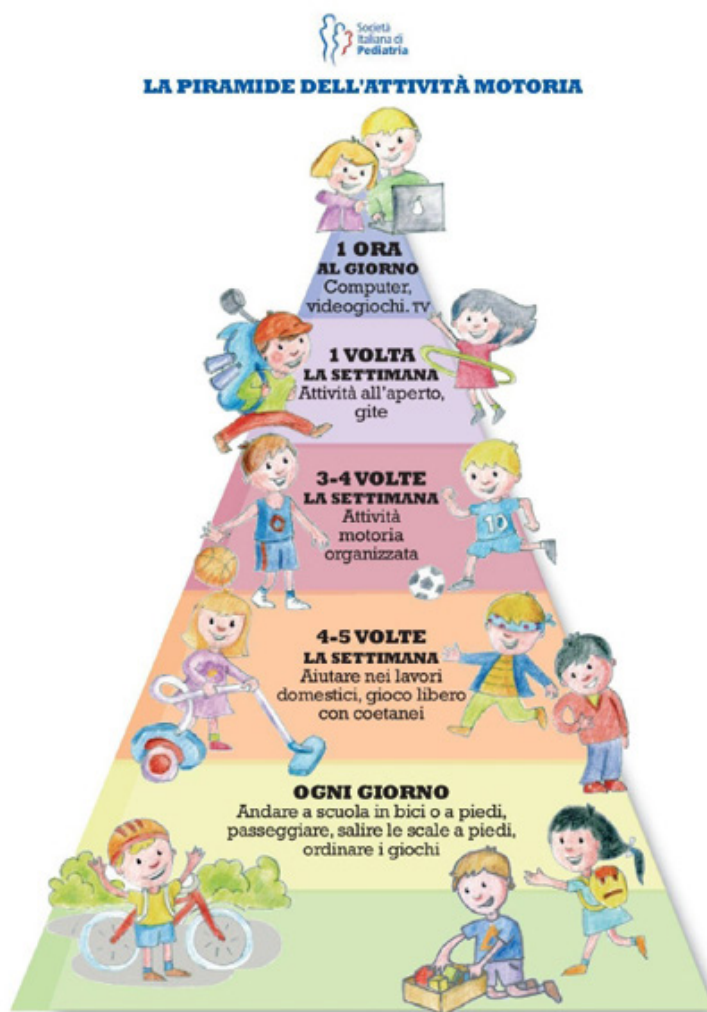 Società
Italiana di
Pediatria
LA PIRAMIDE DELL'ATTIVITÀ MOTORIA
1 ORA
AL GIORNO
Computer,
videogiochi. TV
1 VOLTA
LA SETTIMANA
Attività all'aperto,
gite
3-4 VOLTE
LA SETTIMANA
Attività
motoria
organizzata
10
4-5 VOLTE
LA SETTIMANA
Aiutare nei lavori
domestici, gioco libero
con coetanei
OGNI GIORNO
Andare a scuola in bici o a piedi,
passeggiare, salire le scale a piedi,
ordinare i giochi